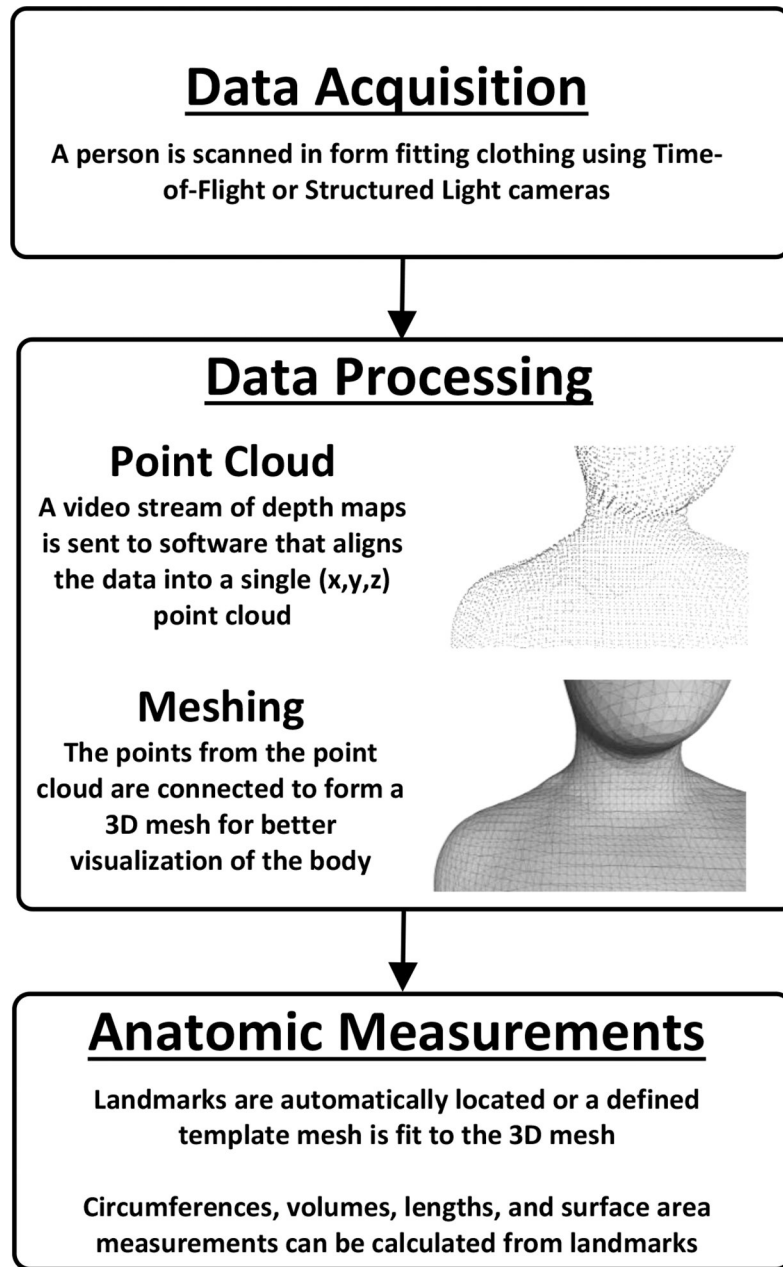 Data Acquisition
A person is scanned in form fitting clothing using Time-
of-Flight or Structured Light cameras
Data Processing
Point Cloud
A video stream of depth maps
is sent to software that aligns
the data into a single (x,y,z)
point cloud
Meshing
The points from the point
cloud are connected to form a
3D mesh for better
visualization of the body
Anatomic Measurements
Landmarks are automatically located or a defined
template mesh is fit to the 3D mesh
Circumferences, volumes, lengths, and surface area
measurements can be calculated from landmarks